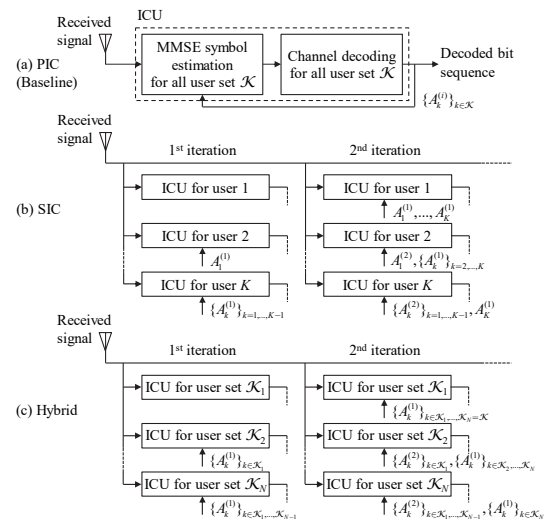 Received
signal
ICU
(a) PIC
(Baseline)
MMSE symbol
estimation
for all user set 𝒦
Channel decoding
for all user set 𝒦
Decoded bit
sequence
{A_k^{(i)}}_{k∈𝒦}
Received
signal
1st iteration
2nd iteration
(b) SIC
ICU for user 1
ICU for user 1
A_1^{(1)},...,A_K^{(1)}
ICU for user 2
ICU for user 2
A_1^{(1)}
A_1^{(2)},{A_k^{(1)}}_{k=2,...,K}
ICU for user K
ICU for user K
{A_k^{(1)}}_{k=1,...,K-1}
{A_k^{(2)}}_{k=1,...,K-1},A_K^{(1)}
Received
signal
1st iteration
2nd iteration
(c) Hybrid
ICU for user set 𝒦_1
ICU for user set 𝒦_1
{A_k^{(1)}}_{k∈𝒦_1,...,𝒦_N=𝒦}
ICU for user set 𝒦_2
ICU for user set 𝒦_2
{A_k^{(1)}}_{k∈𝒦_1}
{A_k^{(2)}}_{k∈𝒦_1},{A_k^{(1)}}_{k∈𝒦_2,...,𝒦_N}
ICU for user set 𝒦_N
ICU for user set 𝒦_N
{A_k^{(1)}}_{k∈𝒦_1,...,𝒦_{N-1}}
{A_k^{(2)}}_{k∈𝒦_1,...,𝒦_{N-1}},{A_k^{(1)}}_{k∈𝒦_N}